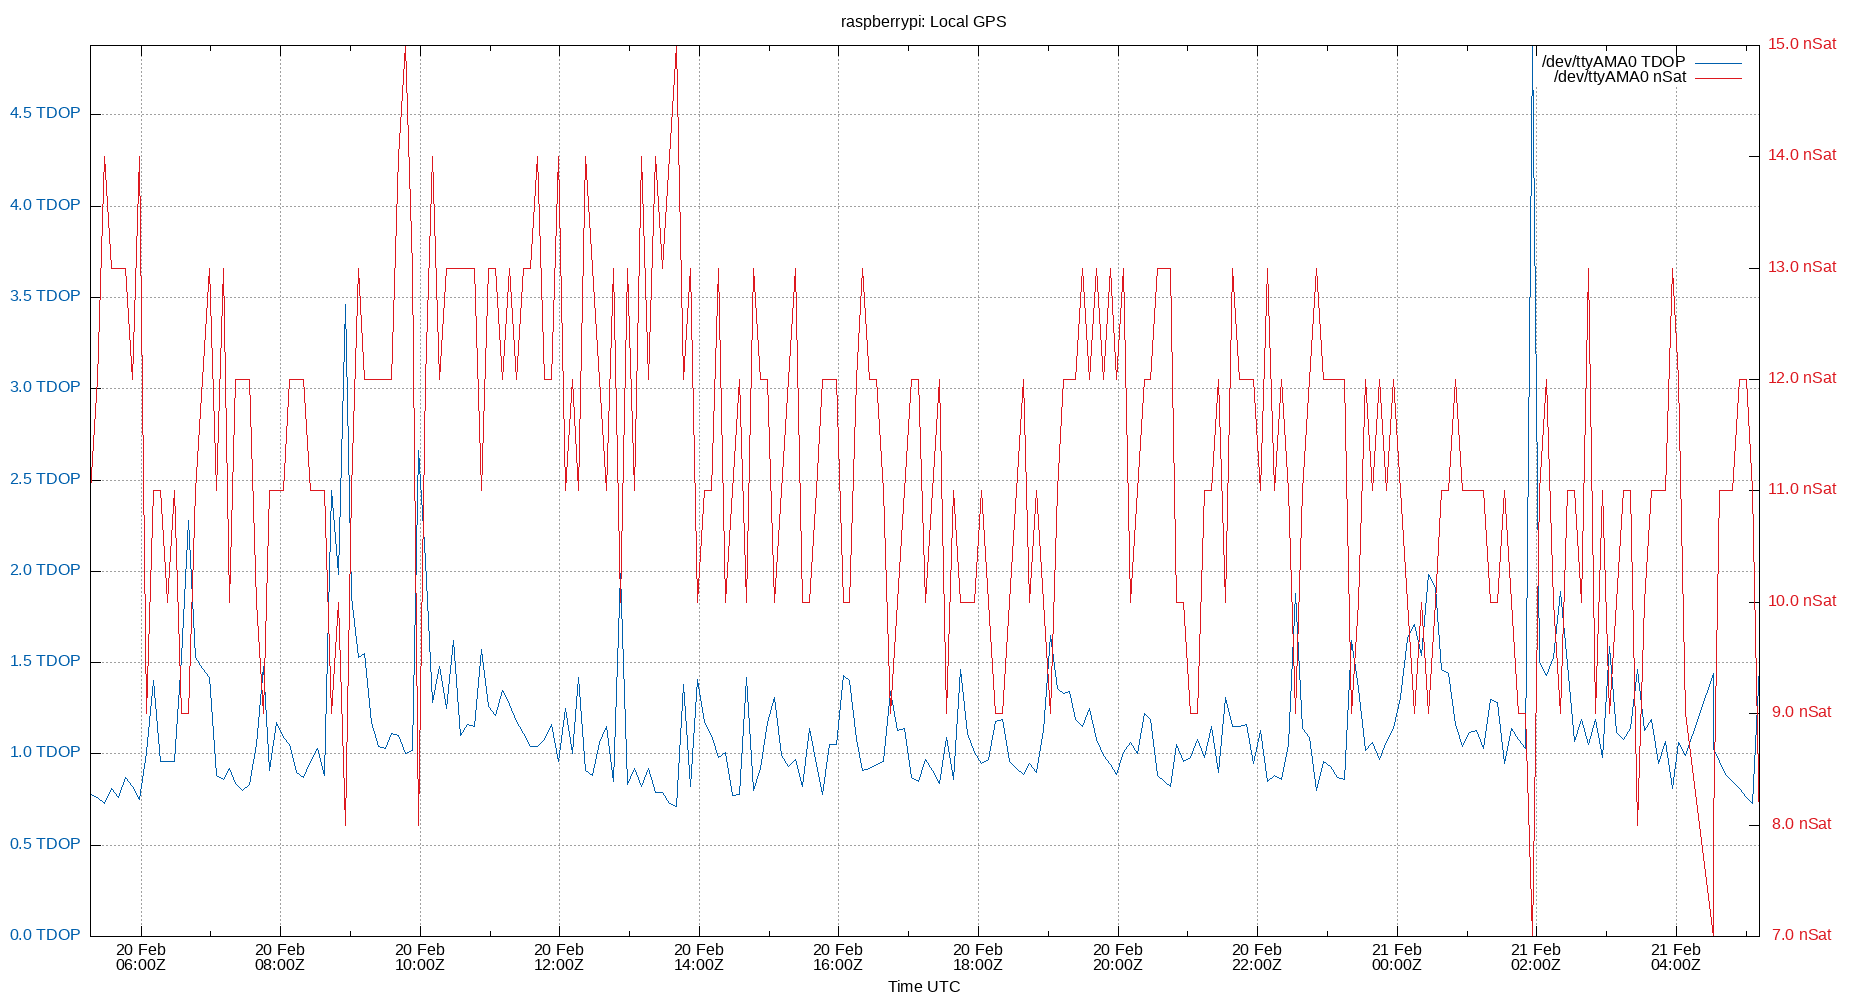 raspberrypi: Local GPS
15.0 nSat
/dev/ttyAMA0 TDOP
/dev/ttyAMA0 nSat
4.5 TDOP
14.0 nSat
4.0 TDOP
13.0 nSat
3.5 TDOP
12.0 nSat
3.0 TDOP
11.0 nSat
2.5 TDOP
10.0 nSat
2.0 TDOP
1.5 TDOP
9.0 nSat
1.0 TDOP
8.0 nSat
0.5 TDOP
7.0 nSat
0.0 TDOP
20 Feb 20 Feb 20 Feb 20 Feb 20 Feb 20 Feb 20 Feb 20 Feb 20 Feb 21 Feb 21 Feb 21 Feb
06:00Z 08:00Z 10:00Z 12:00Z 14:00Z 16:00Z 18:00Z 20:00Z 22:00Z 00:00Z 02:00Z 04:00Z
Time UTC